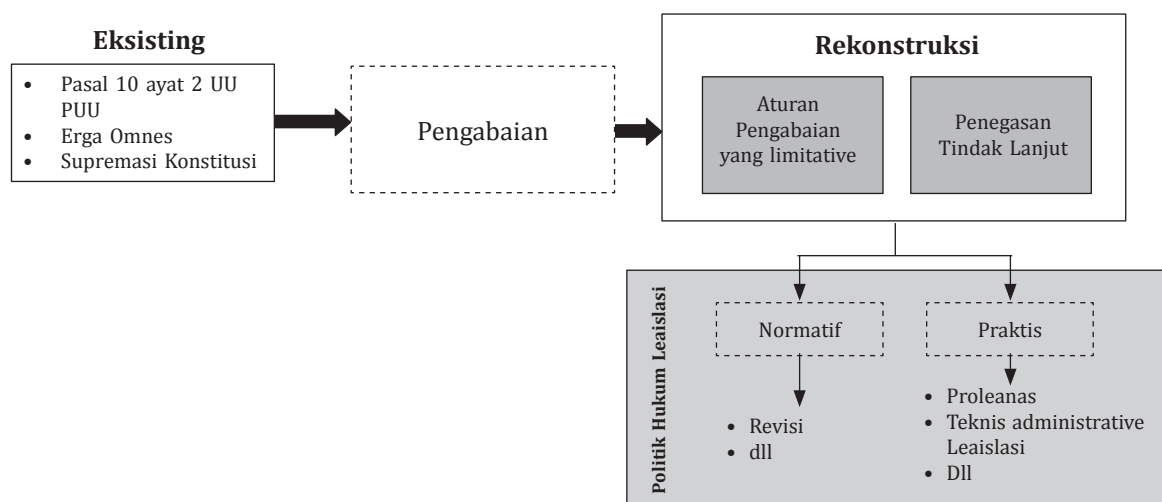 Eksisting
• Pasal 10 ayat 2 UU
PUU
• Erga Omnes
• Supremasi Konstitusi
Pengabaian
Rekonstruksi
Aturan
Pengabaian
yang limitative
Penegasan
Tindak Lanjut
Politik Hukum Leaislasi
Normatif
• Revisi
• dll
Praktis
• Proleanas
• Teknis administrative
Leaislasi
• Dll